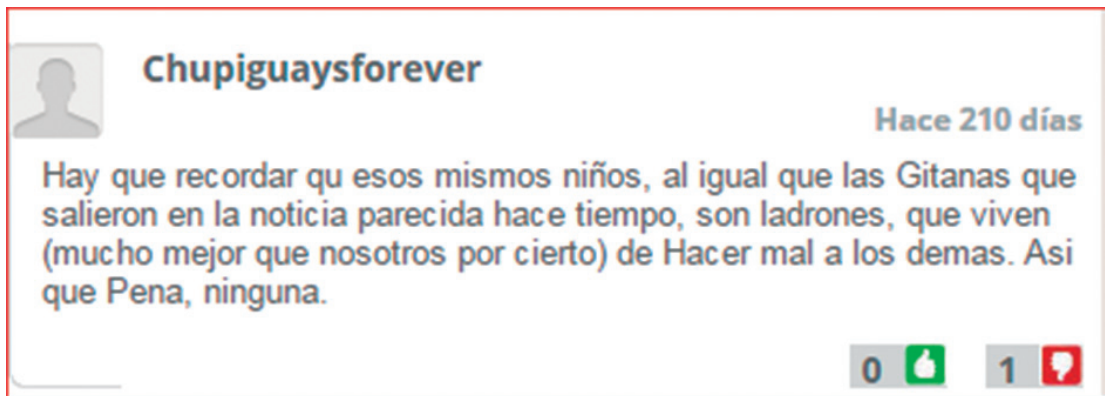 Chupiguaysforever
Hace 210 días
Hay que recordar qu esos mismos niños, al igual que las Gitanas que
salieron en la noticia parecida hace tiempo, son ladrones, que viven
(mucho mejor que nosotros por cierto) de Hacer mal a los demas. Asi
que Pena, ninguna.
0 1